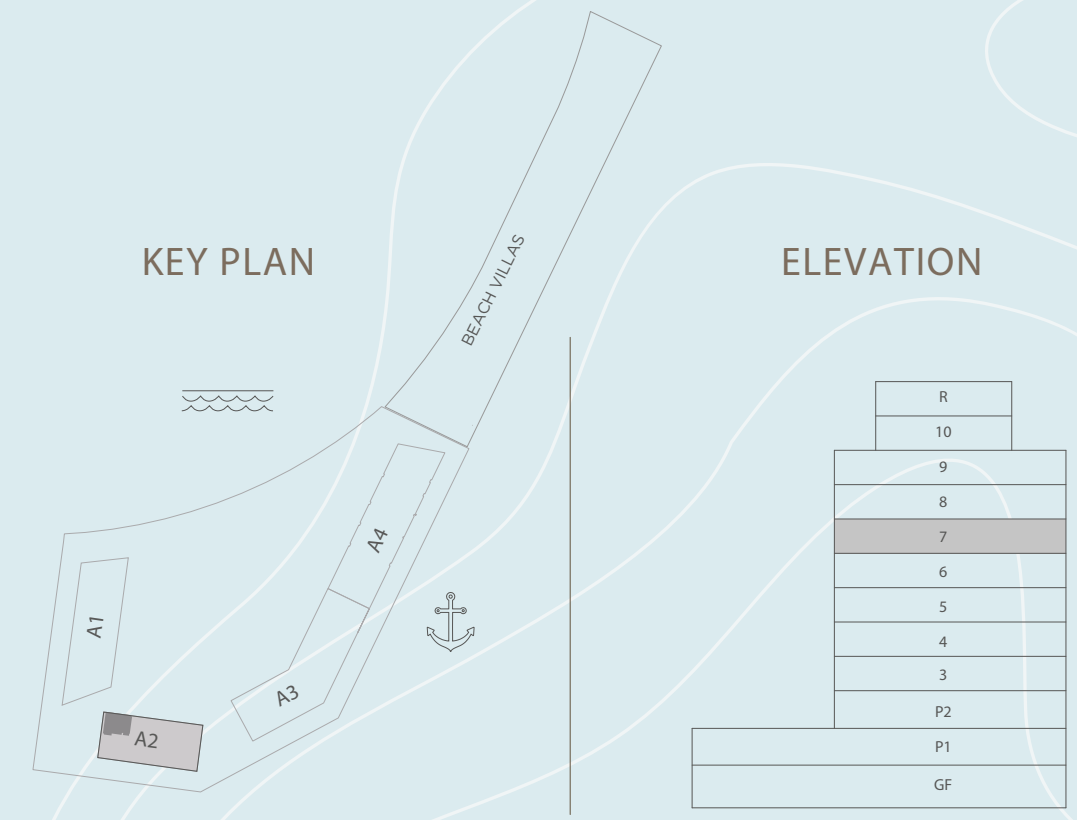 KEY PLAN
BEACH VILLAS
A4
A1
A3
A2
ELEVATION
R
10
9
8
7
6
5
4
3
P2
P1
GF